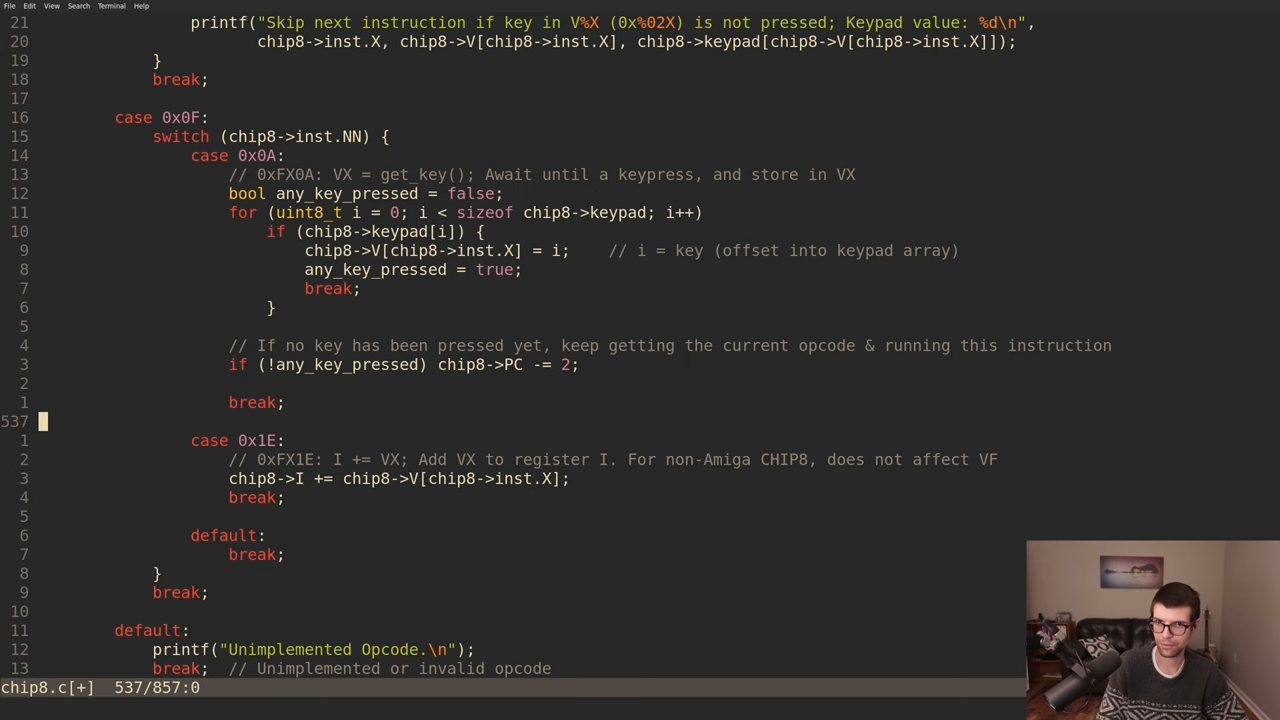 File Edit View Search Terminal Help
21 printf("Skip next instruction if key in V%X (0x%02X) is not pressed; Keypad value: %d\n",
20 chip8->inst.X, chip8->V[chip8->inst.X], chip8->keypad[chip8->V[chip8->inst.X]]);
19 }
18 break;
17
16 case 0x0F:
15 switch (chip8->inst.NN) {
14 case 0x0A:
13 // 0xFX0A: VX = get_key(); Await until a keypress, and store in VX
12 bool any_key_pressed = false;
11 for (uint8_t i = 0; i < sizeof chip8->keypad; i++)
10 if (chip8->keypad[i]) {
9 chip8->V[chip8->inst.X] = i; // i = key (offset into keypad array)
8 any_key_pressed = true;
7 break;
6 }
5
4 // If no key has been pressed yet, keep getting the current opcode & running this instruction
3 if (!any_key_pressed) chip8->PC -= 2;
2
1 break;
537
1 case 0x1E:
2 // 0xFX1E: I += VX; Add VX to register I. For non-Amiga CHIP8, does not affect VF
3 chip8->I += chip8->V[chip8->inst.X];
4 break;
5
6 default:
7 break;
8 }
9 break;
10
11 default:
12 printf("Unimplemented Opcode.\n");
13 break; // Unimplemented or invalid opcode
chip8.c[+] 537/857:0